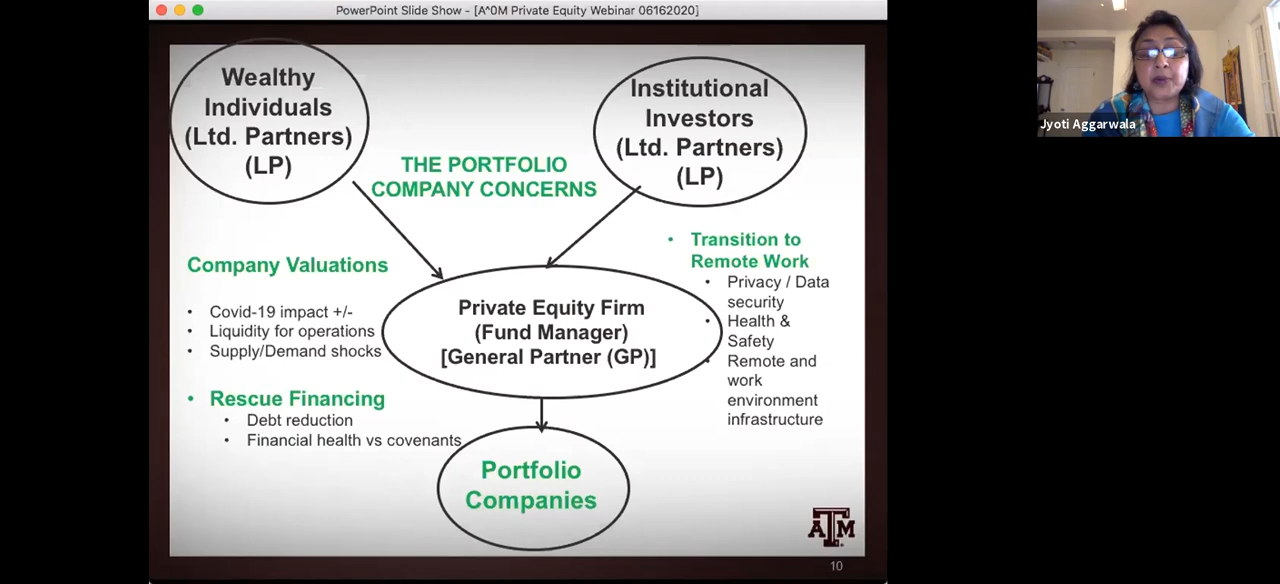 PowerPoint Slide Show - [A^0M Private Equity Webinar 06162020]
Wealthy
Individuals
(Ltd. Partners)
(LP)
Institutional
Investors
(Ltd. Partners)
(LP)
THE PORTFOLIO
COMPANY CONCERNS
Company Valuations
• Covid-19 impact +/-
• Liquidity for operations
• Supply/Demand shocks
• Rescue Financing
• Debt reduction
• Financial health vs covenants
Private Equity Firm
(Fund Manager)
[General Partner (GP)]
• Transition to
Remote Work
• Privacy / Data
security
• Health &
Safety
• Remote and
work
environment
infrastructure
Portfolio
Companies
ATM
10
Jyoti Aggarwala